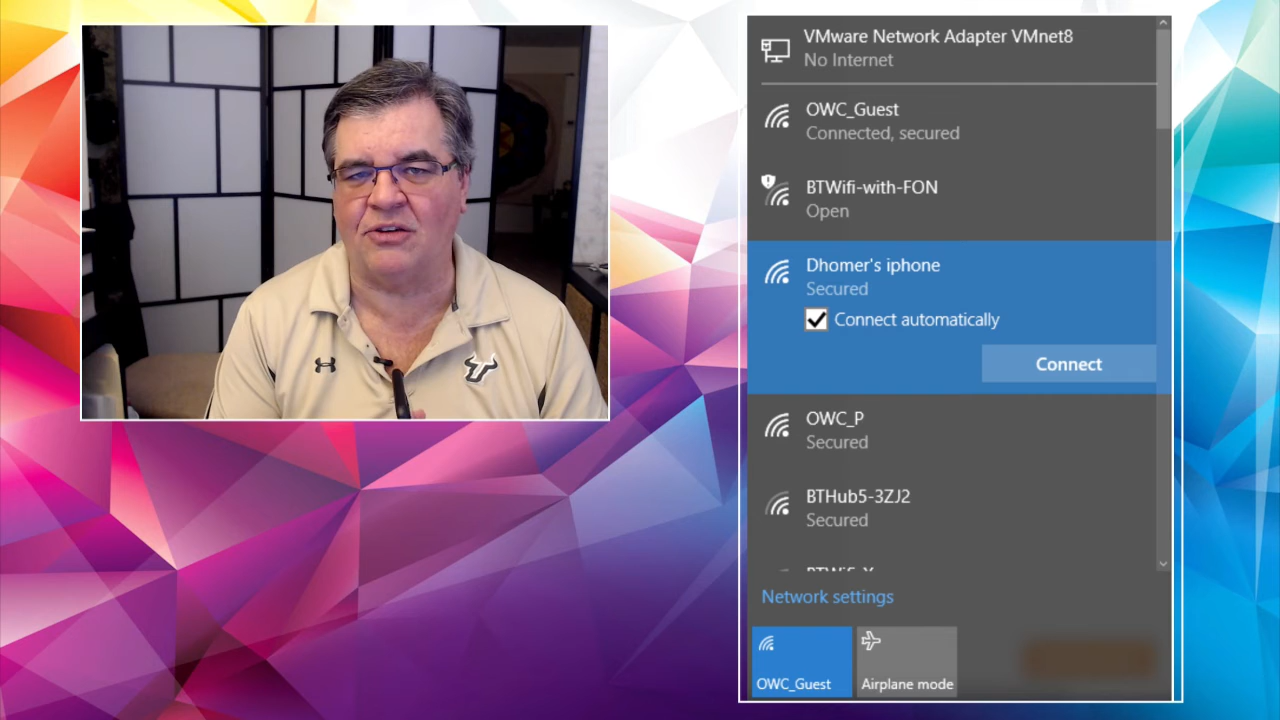 VMware Network Adapter VMnet8
No Internet
OWC_Guest
Connected, secured
BTWifi-with-FON
Open
Dhomer's iphone
Secured
Connect automatically
Connect
OWC_P
Secured
BTHub5-3ZJ2
Secured
Network settings
OWC_Guest
Airplane mode